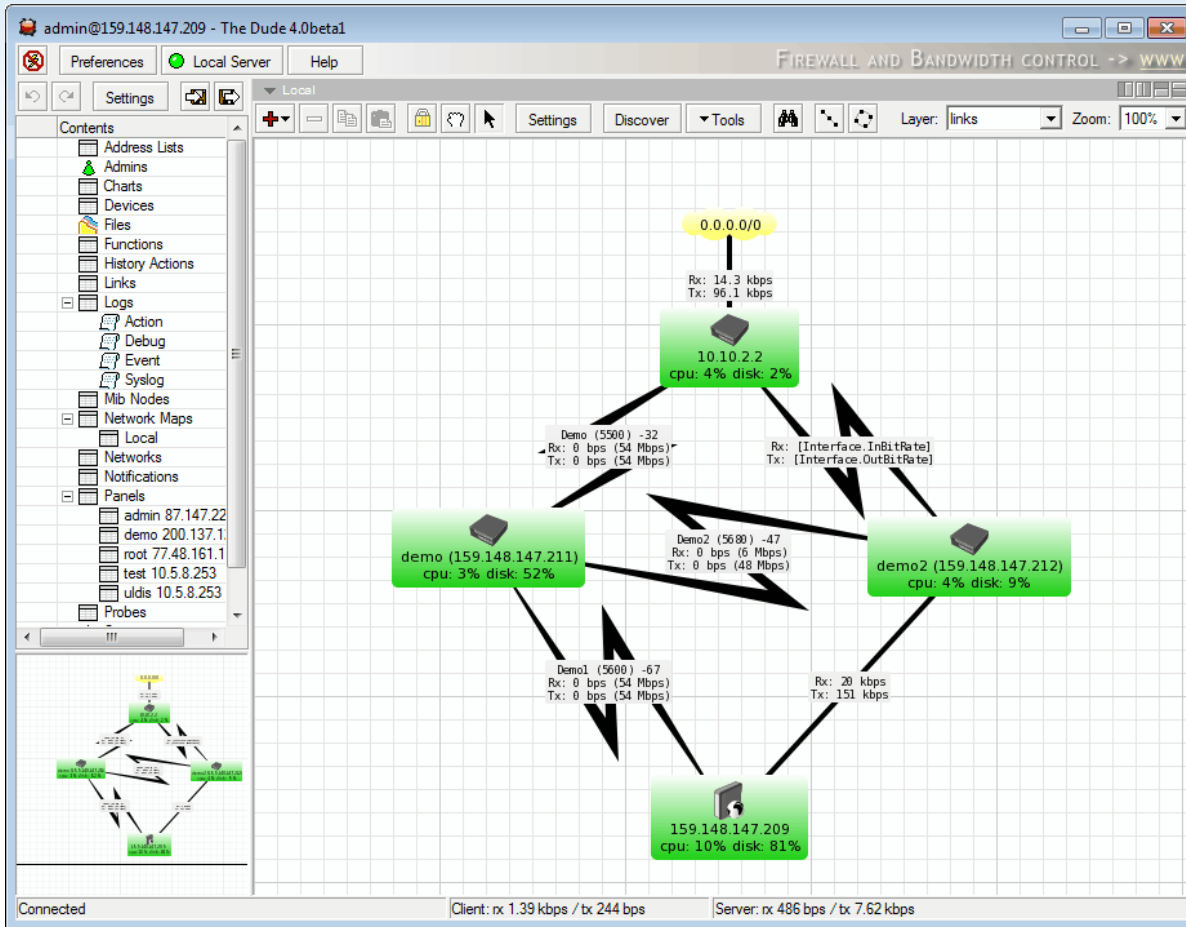 admin@159.148.147.209 - The Dude 4.0beta1
Preferences
Local Server
Help
Firewall and Bandwidth control -> www
Settings
Local
Settings
Discover
Tools
Layer:
links
Zoom:
100%
Contents
Address Lists
Admins
Charts
Devices
Files
Functions
History Actions
Links
Logs
Action
Debug
Event
Syslog
Mib Nodes
Network Maps
Local
Networks
Notifications
Panels
admin 87.147.22
demo 200.137.1
root 77.48.161.1
test 10.5.8.253
uldis 10.5.8.253
Probes
0.0.0.0/0
Rx: 14.3 kbps
Tx: 96.1 kbps
10.10.2.2
cpu: 4% disk: 2%
Demo (5500) -32
Rx: 0 bps (54 Mbps)
Tx: 0 bps (54 Mbps)
Rx: [Interface.InBitRate]
Tx: [Interface.OutBitRate]
demo (159.148.147.211)
cpu: 3% disk: 52%
Demo2 (5680) -47
Rx: 0 bps (6 Mbps)
Tx: 0 bps (48 Mbps)
demo2 (159.148.147.212)
cpu: 4% disk: 9%
Demo1 (5600) -67
Rx: 0 bps (54 Mbps)
Tx: 0 bps (54 Mbps)
Rx: 20 kbps
Tx: 151 kbps
159.148.147.209
cpu: 10% disk: 81%
Connected
Client: rx 1.39 kbps / tx 244 bps
Server: rx 486 bps / tx 7.62 kbps